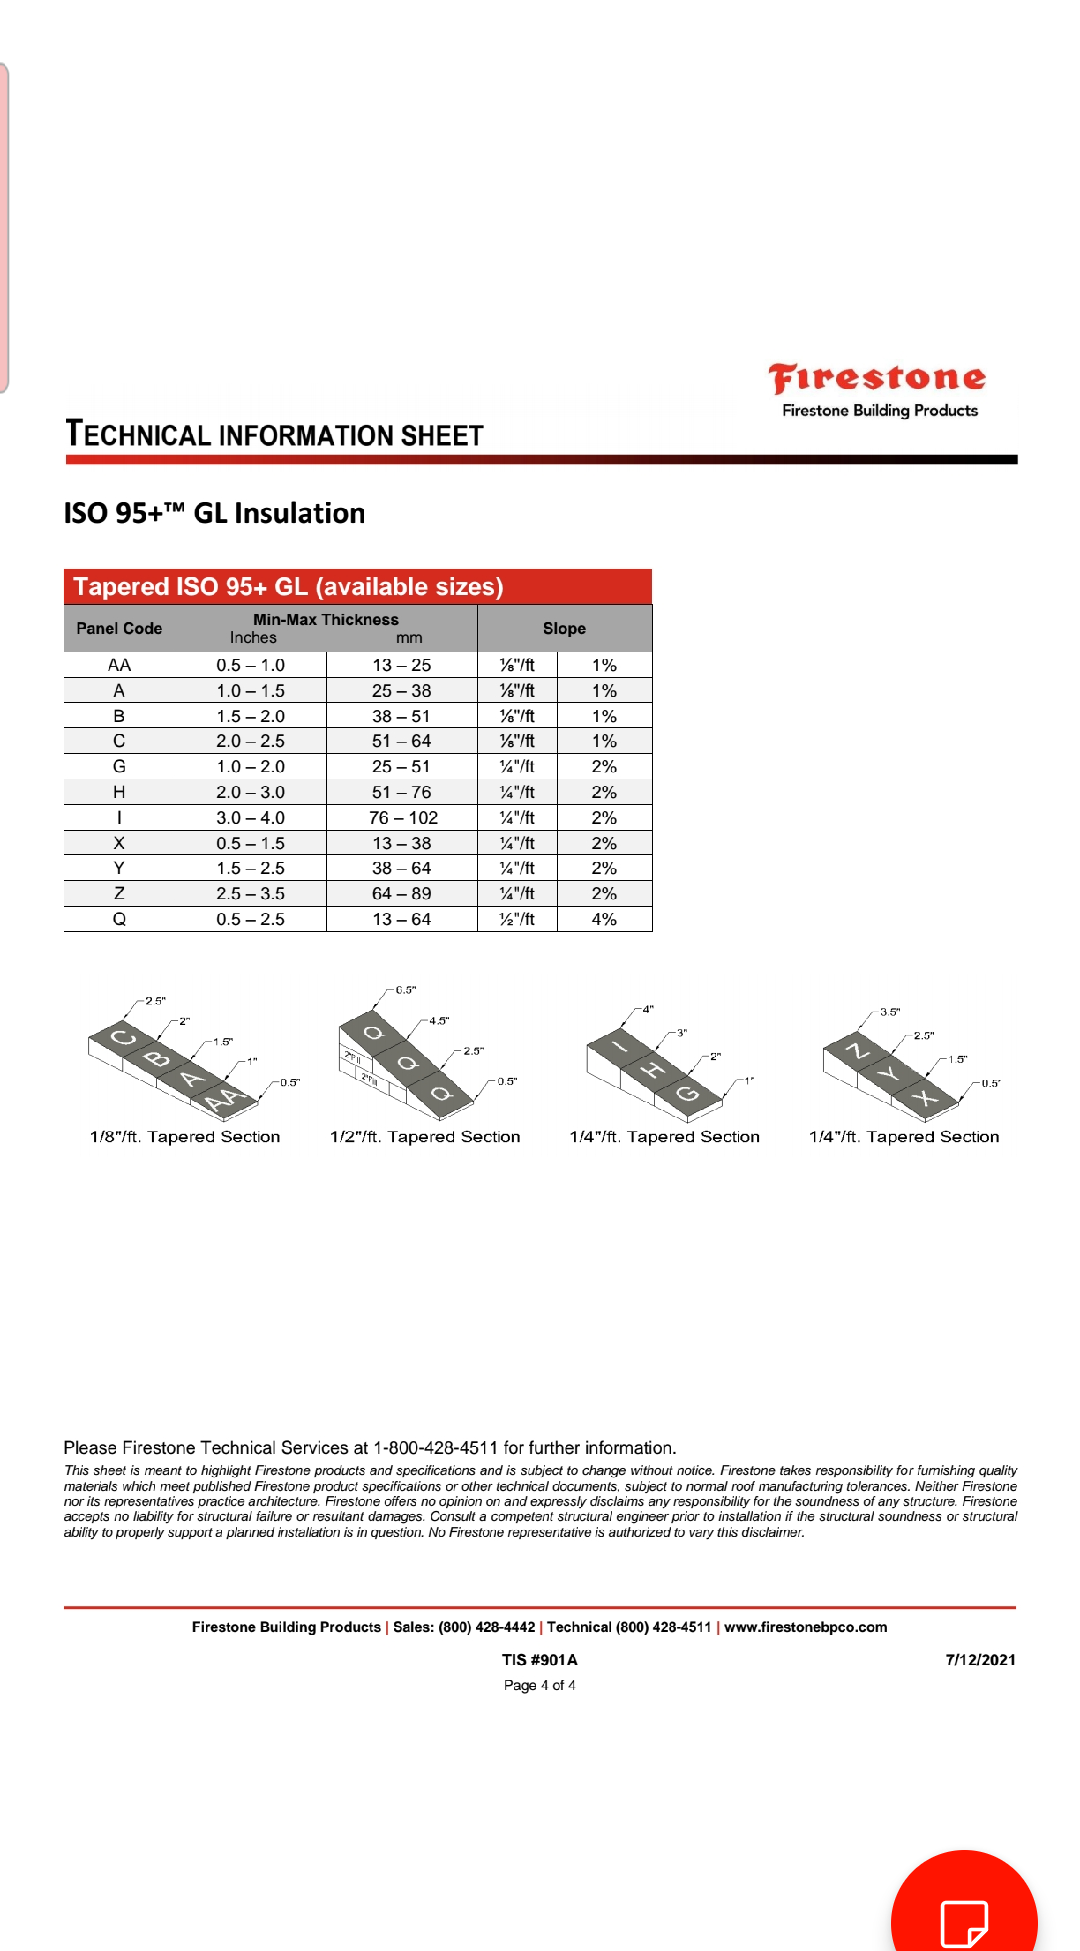 Firestone
Firestone Building Products
TECHNICAL INFORMATION SHEET
ISO 95+™ GL Insulation
Tapered ISO 95+ GL (available sizes)
Panel Code Min-Max Thickness Slope
Inches mm
AA 0.5 – 1.0 13 – 25 ⅛"/ft 1%
A 1.0 – 1.5 25 – 38 ⅛"/ft 1%
B 1.5 – 2.0 38 – 51 ⅛"/ft 1%
C 2.0 – 2.5 51 – 64 ⅛"/ft 1%
G 1.0 – 2.0 25 – 51 ¼"/ft 2%
H 2.0 – 3.0 51 – 76 ¼"/ft 2%
I 3.0 – 4.0 76 – 102 ¼"/ft 2%
X 0.5 – 1.5 13 – 38 ¼"/ft 2%
Y 1.5 – 2.5 38 – 64 ¼"/ft 2%
Z 2.5 – 3.5 64 – 89 ¼"/ft 2%
Q 0.5 – 2.5 13 – 64 ½"/ft 4%
2.5" 2" 1.5" 1" 0.5"
C B A AA
1/8"/ft. Tapered Section
6.5" 4.5" 2.5" 0.5"
Q Q Q
2"Fill
2"Fill
1/2"/ft. Tapered Section
4" 3" 2" 1"
I H G
1/4"/ft. Tapered Section
3.5" 2.5" 1.5" 0.5"
Z Y X
1/4"/ft. Tapered Section
Please Firestone Technical Services at 1-800-428-4511 for further information.
This sheet is meant to highlight Firestone products and specifications and is subject to change without notice. Firestone takes responsibility for furnishing quality
materials which meet published Firestone product specifications or other technical documents, subject to normal roof manufacturing tolerances. Neither Firestone
nor its representatives practice architecture. Firestone offers no opinion on and expressly disclaims any responsibility for the soundness of any structure. Firestone
accepts no liability for structural failure or resultant damages. Consult a competent structural engineer prior to installation if the structural soundness or structural
ability to properly support a planned installation is in question. No Firestone representative is authorized to vary this disclaimer.
Firestone Building Products | Sales: (800) 428-4442 | Technical (800) 428-4511 | www.firestonebpco.com
TIS #901A 7/12/2021
Page 4 of 4